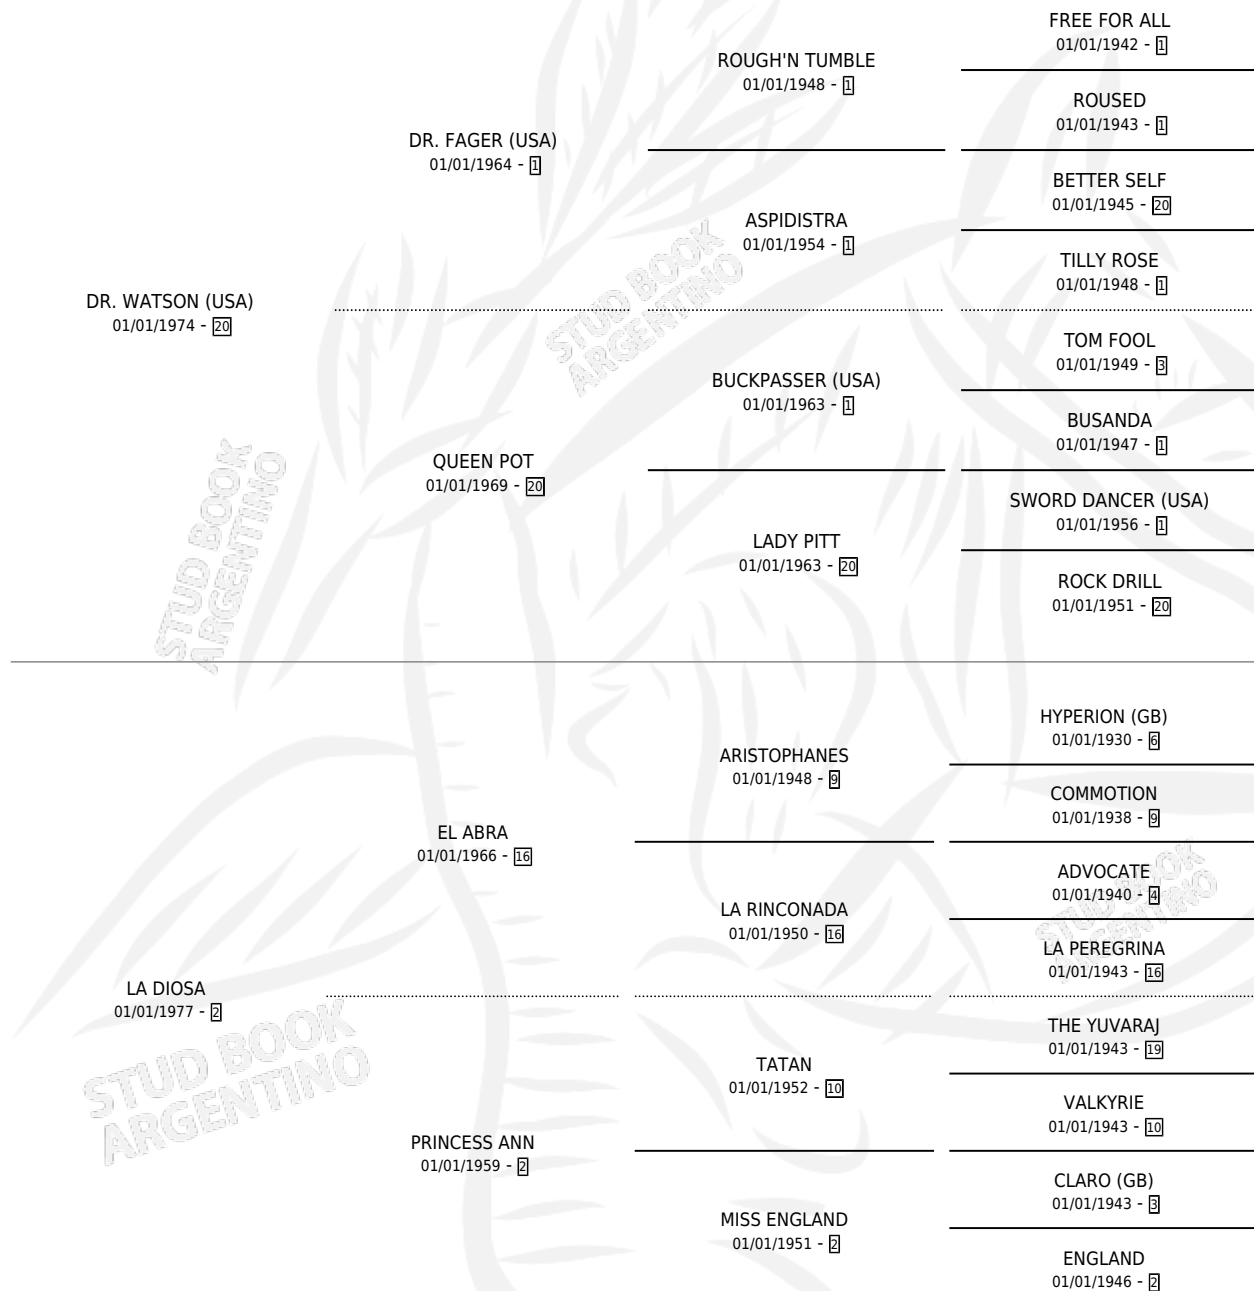 FREE FOR ALL
01/01/1942 - 1
ROUGH'N TUMBLE
01/01/1948 - 1
ROUSED
01/01/1943 - 1
DR. FAGER (USA)
01/01/1964 - 1
BETTER SELF
01/01/1945 - 20
ASPIDISTRA
01/01/1954 - 1
TILLY ROSE
01/01/1948 - 1
DR. WATSON (USA)
01/01/1974 - 20
TOM FOOL
01/01/1949 - 3
BUCKPASSER (USA)
01/01/1963 - 1
BUSANDA
01/01/1947 - 1
QUEEN POT
01/01/1969 - 20
SWORD DANCER (USA)
01/01/1956 - 1
LADY PITT
01/01/1963 - 20
ROCK DRILL
01/01/1951 - 20
HYPERION (GB)
01/01/1930 - 6
ARISTOPHANES
01/01/1948 - 9
COMMOTION
01/01/1938 - 9
EL ABRA
01/01/1966 - 16
ADVOCATE
01/01/1940 - 4
LA RINCONADA
01/01/1950 - 16
LA PEREGRINA
01/01/1943 - 16
LA DIOSA
01/01/1977 - 2
THE YUVARAJ
01/01/1943 - 19
TATAN
01/01/1952 - 10
VALKYRIE
01/01/1943 - 10
PRINCESS ANN
01/01/1959 - 2
CLARO (GB)
01/01/1943 - 3
MISS ENGLAND
01/01/1951 - 2
ENGLAND
01/01/1946 - 2
STUD BOOK
ARGENTINO
STUD BOOK
ARGENTINO
STUD BOOK
ARGENTINO
STUD BOOK
ARGENTINO